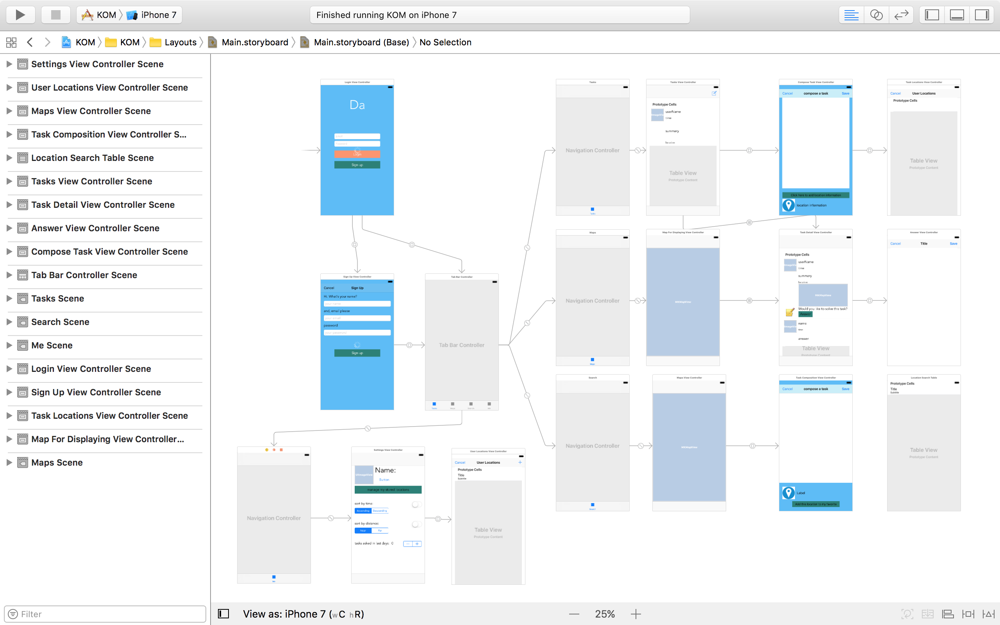 KOM
iPhone 7
Finished running KOM on iPhone 7
KOM
KOM
Layouts
Main.storyboard
Main.storyboard (Base)
No Selection
Settings View Controller Scene
User Locations View Controller Scene
Maps View Controller Scene
Task Composition View Controller S...
Location Search Table Scene
Tasks View Controller Scene
Task Detail View Controller Scene
Answer View Controller Scene
Compose Task View Controller Scene
Tab Bar Controller Scene
Tasks Scene
Search Scene
Me Scene
Login View Controller Scene
Sign Up View Controller Scene
Task Locations View Controller Scene
Map For Displaying View Controller...
Maps Scene
Filter
Login View Controller
Da
Email
Password
Login
Sign up
Tasks
Navigation Controller
Tasks
Tasks View Controller
Prototype Cells
userName
time
summary
location
Table View
Prototype Content
Compose Task View Controller
Cancel
compose a task
Save
Click here to add location information
location information
Task Locations View Controller
Cancel
User Locations
Prototype Cells
Table View
Prototype Content
Sign Up View Controller
Cancel
Sign Up
Hi. What's your name?
your name
and, email please
your email
password
your password
Sign up
Tab Bar Controller
Tab Bar Controller
Tasks
Maps
Search
Me
Maps
Navigation Controller
Maps
Map For Displaying View Controller
MKMapView
Task Detail View Controller
Prototype Cells
userName
time
summary
location
MKMapView
Would you like to solve this task?
Answer
name
time
answer
Table View
Prototype Content
Answer View Controller
Cancel
Title
Save
Search
Navigation Controller
Search
Maps View Controller
MKMapView
Task Composition View Controller
Cancel
compose a task
Save
Label
Add this location to my favorite
Location Search Table
Prototype Cells
Title
Subtitle
Table View
Prototype Content
Navigation Controller
Me
Settings View Controller
UIImageView
Name:
Button
manage my stored locations
sort by time:
Ascending
Descending
sort by distance:
Near
Far
tasks asked in last days: 0
User Locations View Controller
Cancel
User Locations
Prototype Cells
Title
Subtitle
Table View
Prototype Content
View as: iPhone 7 (wC hR)
25%